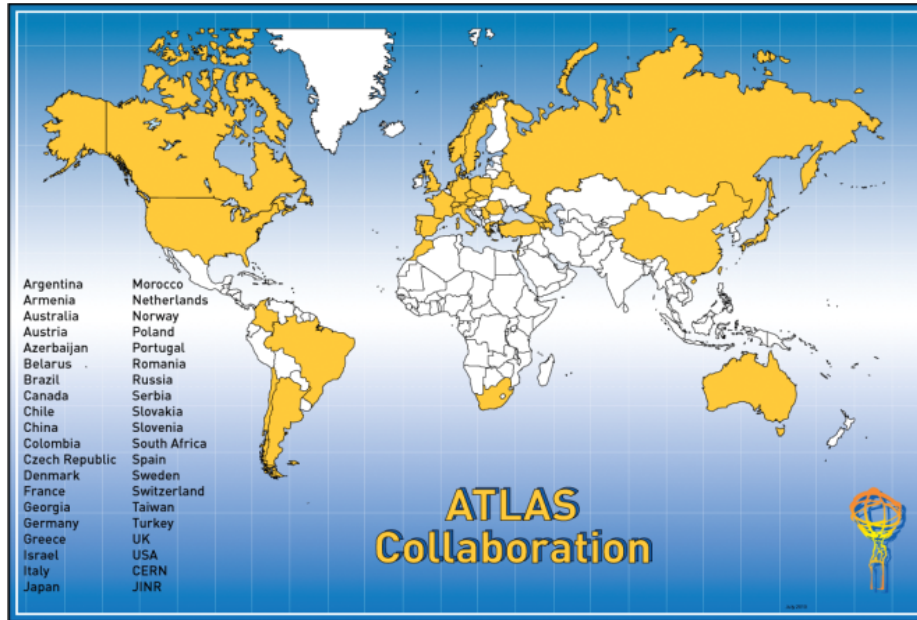 Argentina
Armenia
Australia
Austria
Azerbaijan
Belarus
Brazil
Canada
Chile
China
Colombia
Czech Republic
Denmark
France
Georgia
Germany
Greece
Israel
Italy
Japan
Morocco
Netherlands
Norway
Poland
Portugal
Romania
Russia
Serbia
Slovakia
Slovenia
South Africa
Spain
Sweden
Switzerland
Taiwan
Turkey
UK
USA
CERN
JINR
ATLAS
Collaboration